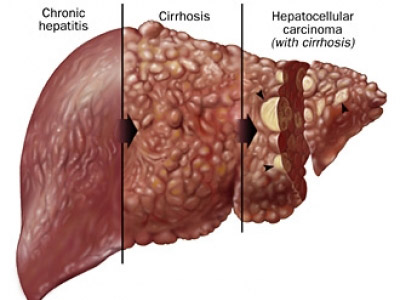 Chronic
hepatitis
Cirrhosis
Hepatocellular
carcinoma
(with cirrhosis)